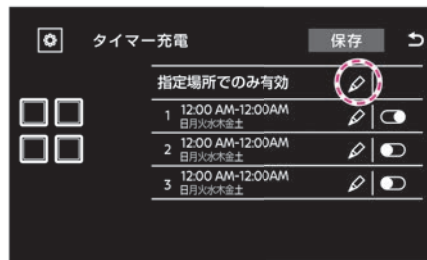 タイマー充電
保存
指定場所でのみ有効
1 12:00 AM-12:00AM
日月火水木金土
2 12:00 AM-12:00AM
日月火水木金土
3 12:00 AM-12:00AM
日月火水木金土